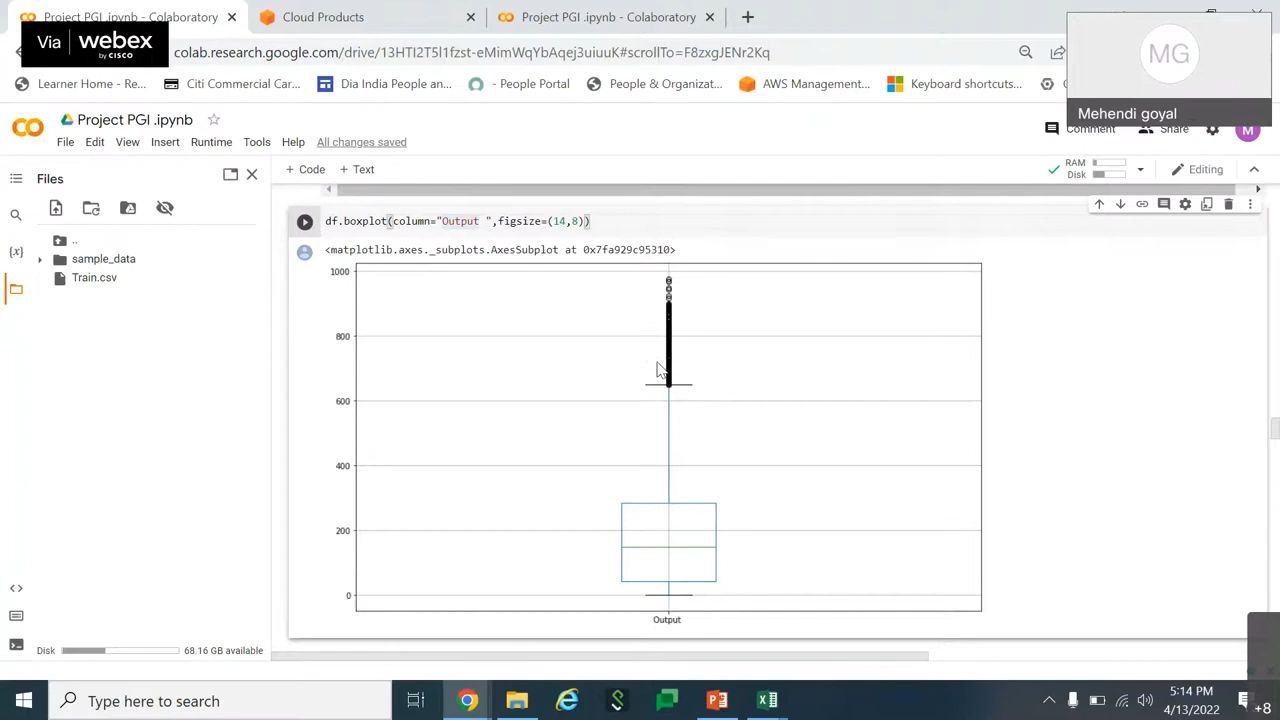 Project PGI .ipynb - Colaboratory
Cloud Products
Project PGI .ipynb - Colaboratory
Via webex by CISCO
colab.research.google.com/drive/13HTI2T5I1fzst-eMimWqYbAqej3uiuuK#scrollTo=F8zxgJENr2Kq
MG
Mehendi goyal
Learner Home - Re...
Citi Commercial Car...
Dia India People an...
- People Portal
People & Organizat...
AWS Management...
Keyboard shortcuts...
Project PGI .ipynb
Comment
Share
M
File Edit View Insert Runtime Tools Help All changes saved
Files
+ Code + Text
RAM
Disk
Editing
..
sample_data
Train.csv
{x}
df.boxplot(column="Output ",figsize=(14,8))
<matplotlib.axes._subplots.AxesSubplot at 0x7fa929c95310>
1000
800
600
400
200
0
Output
Disk 68.16 GB available
Type here to search
5:14 PM
4/13/2022
+8